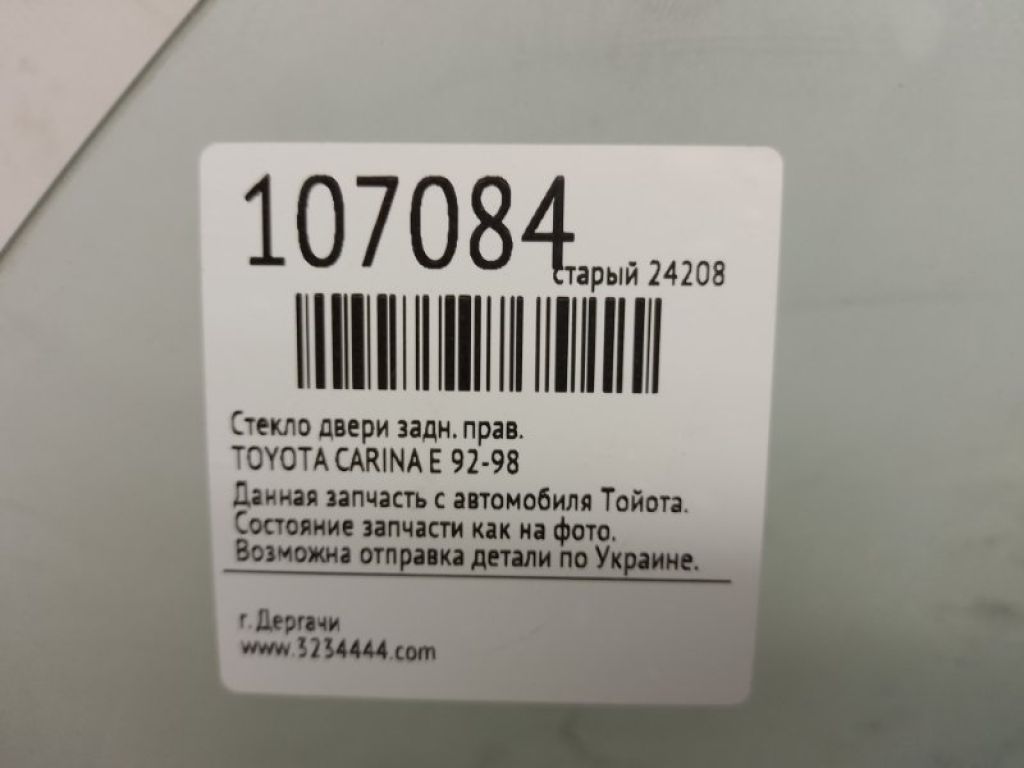 107084
старый 24208
Стекло двери задн. прав.
TOYOTA CARINA E 92-98
Данная запчасть с автомобиля Тойота.
Состояние запчасти как на фото.
Возможна отправка детали по Украине.
г. Дергачи
www.3234444.com